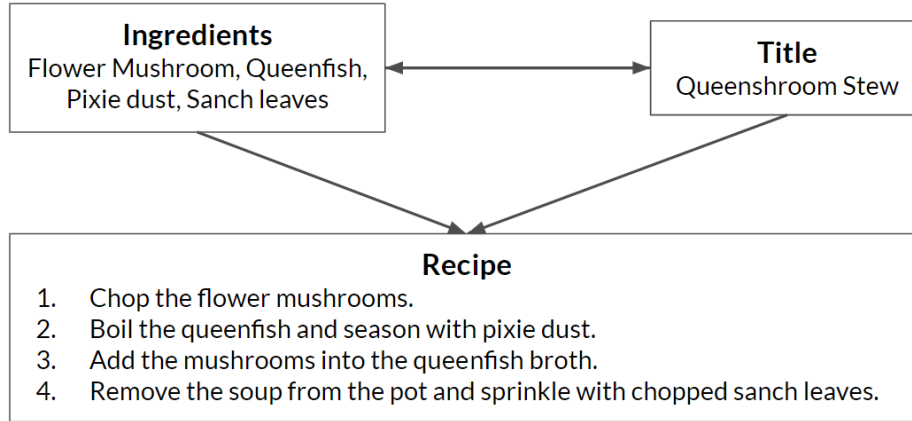 Ingredients
Flower Mushroom, Queenfish,
Pixie dust, Sanch leaves
Title
Queenshroom Stew
Recipe
1. Chop the flower mushrooms.
2. Boil the queenfish and season with pixie dust.
3. Add the mushrooms into the queenfish broth.
4. Remove the soup from the pot and sprinkle with chopped sanch leaves.